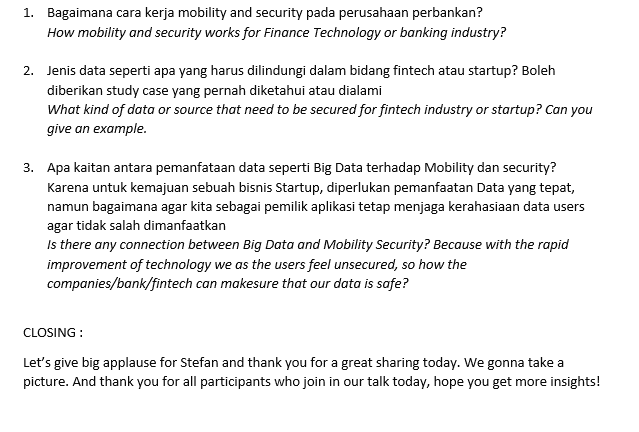 1. Bagaimana cara kerja mobility and security pada perusahaan perbankan?
How mobility and security works for Finance Technology or banking industry?
2. Jenis data seperti apa yang harus dilindungi dalam bidang fintech atau startup? Boleh
diberikan study case yang pernah diketahui atau dialami
What kind of data or source that need to be secured for fintech industry or startup? Can you
give an example.
3. Apa kaitan antara pemanfataan data seperti Big Data terhadap Mobility dan security?
Karena untuk kemajuan sebuah bisnis Startup, diperlukan pemanfaatan Data yang tepat,
namun bagaimana agar kita sebagai pemilik aplikasi tetap menjaga kerahasiaan data users
agar tidak salah dimanfaatkan
Is there any connection between Big Data and Mobility Security? Because with the rapid
improvement of technology we as the users feel unsecured, so how the
companies/bank/fintech can makesure that our data is safe?
CLOSING :
Let's give big applause for Stefan and thank you for a great sharing today. We gonna take a
picture. And thank you for all participants who join in our talk today, hope you get more insights!